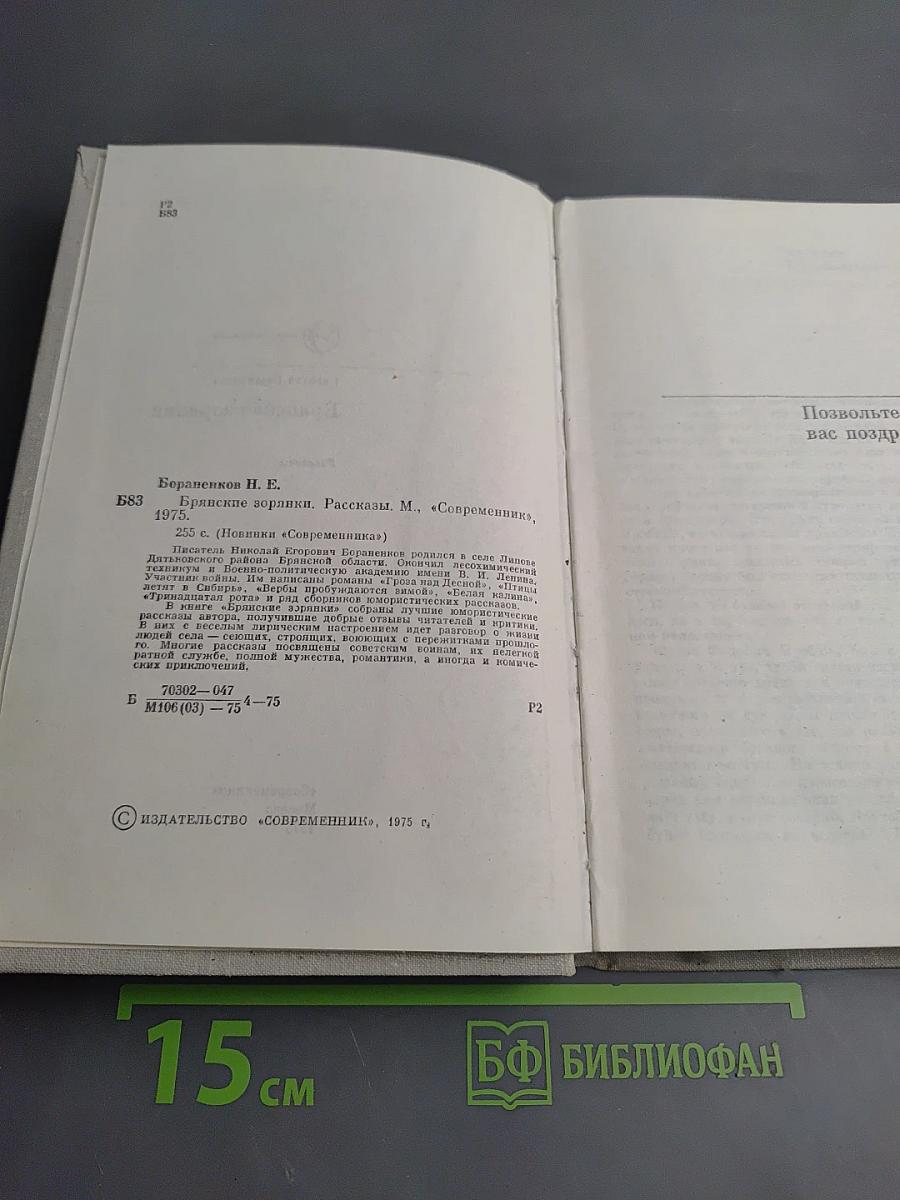 Р2
Б83
Бораненков Н. Е.
Б83 Брянские зорянки. Рассказы. М., «Современник»,
1975.
255 с. (Новинки «Современника»)
Писатель Николай Егорович Бораненков родился в селе Липове
Дятьковского района Брянской области. Окончил лесохимический
техникум и Военно-политическую академию имени В. И. Ленина.
Участник войны. Им написаны романы «Гроза над Десной», «Птицы
летят в Сибирь», «Вербы пробуждаются зимой», «Белая калина»,
«Тринадцатая рота» и ряд сборников юмористических рассказов.
В книге «Брянские зорянки» собраны лучшие юмористические
рассказы автора, получившие добрые отзывы читателей и критики.
В них с веселым лирическим настроением идет разговор о жизни
людей села — сеющих, строящих, воюющих с пережитками прошло-
го. Многие рассказы посвящены советским воинам, их нелегкой
ратной службе, полной мужества, романтики, а иногда и комиче-
ских приключений.
Б 70302—047
М106(03) — 75 4—75
Р2
© ИЗДАТЕЛЬСТВО «СОВРЕМЕННИК», 1975 г.
Позвольте
вас поздр
15 см
БФ БИБЛИОФАН